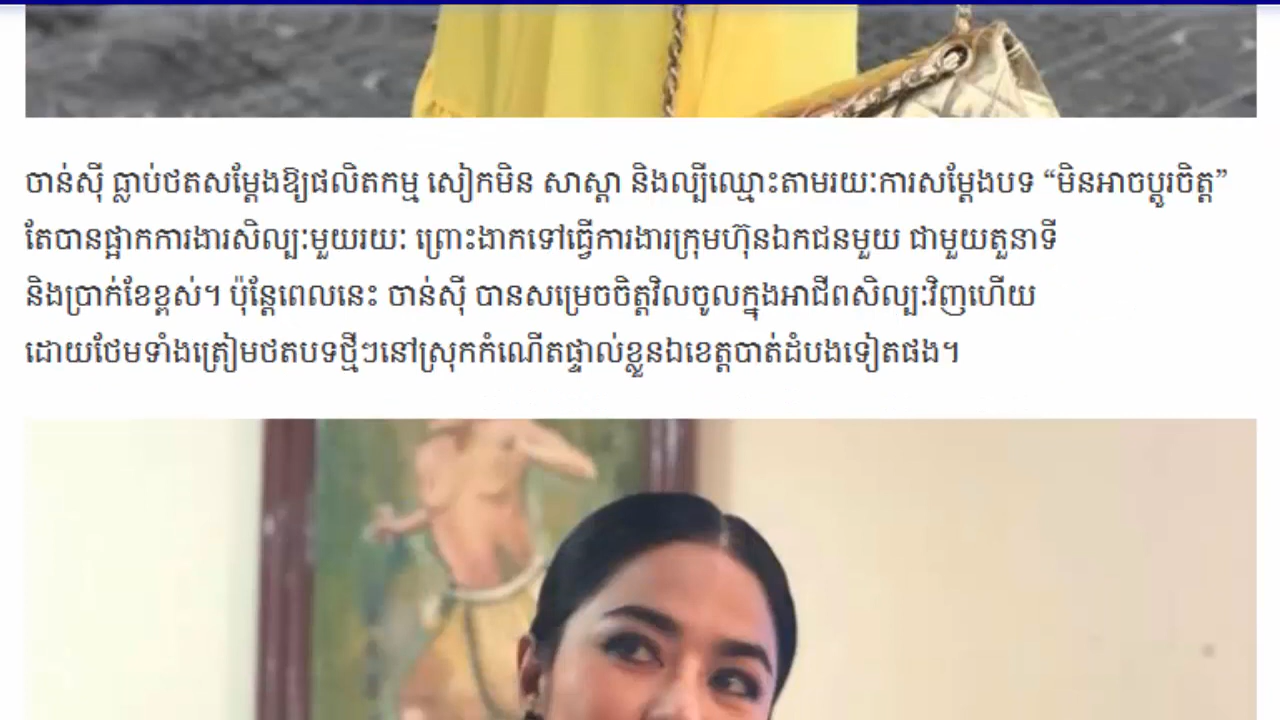 ចាន់ស៊ី ធ្លាប់ថតសម្តែងឱ្យផលិតកម្ម សៀកមិន សាស្តា និងល្បីឈ្មោះតាមរយៈការសម្តែងបទ “មិនអាចប្តូរចិត្ត”
តែបានផ្អាកការងារសិល្បៈមួយរយៈ ព្រោះងាកទៅធ្វើការងារក្រុមហ៊ុនឯកជនមួយ ជាមួយតួនាទី
និងប្រាក់ខែខ្ពស់។ ប៉ុន្តែពេលនេះ ចាន់ស៊ី បានសម្រេចចិត្តវិលចូលក្នុងអាជីពសិល្បៈវិញហើយ
ដោយថែមទាំងត្រៀមថតបទថ្មីៗនៅស្រុកកំណើតផ្ទាល់ខ្លួនឯខេត្តបាត់ដំបងទៀតផង។